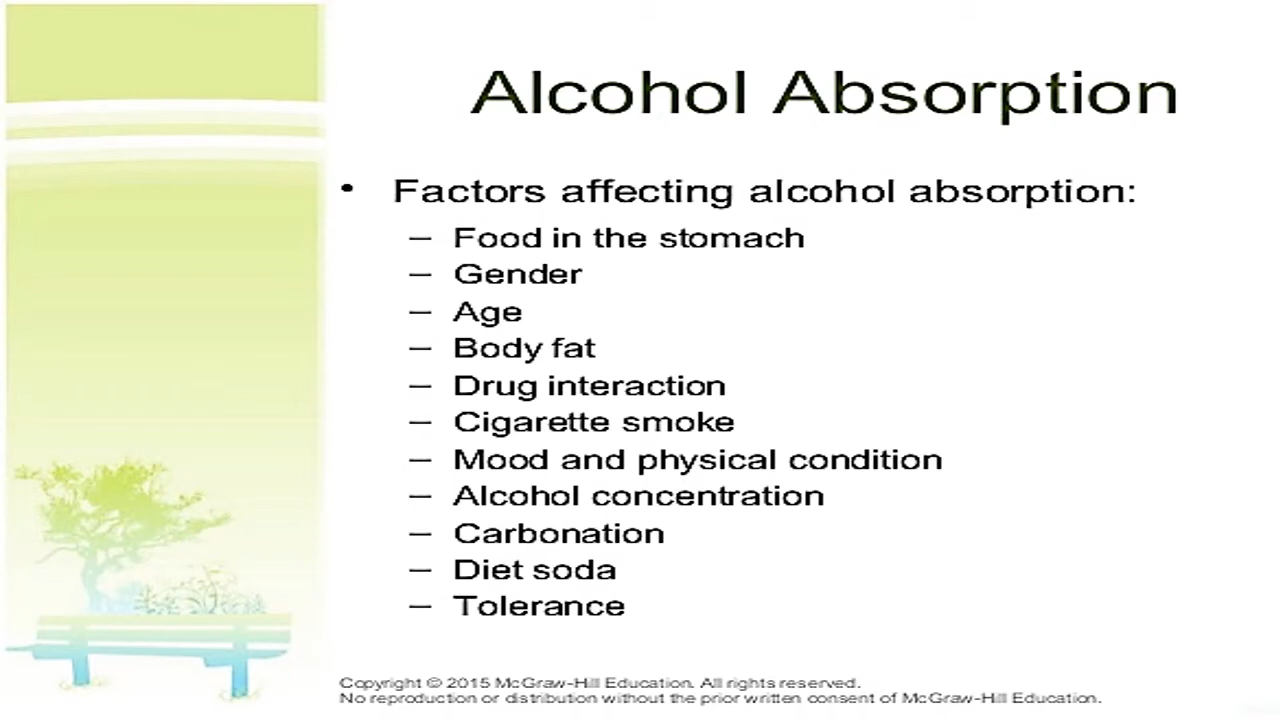 Alcohol Absorption
• Factors affecting alcohol absorption:
– Food in the stomach
– Gender
– Age
– Body fat
– Drug interaction
– Cigarette smoke
– Mood and physical condition
– Alcohol concentration
– Carbonation
– Diet soda
– Tolerance
Copyright © 2015 McGraw-Hill Education. All rights reserved.
No reproduction or distribution without the prior written consent of McGraw-Hill Education.